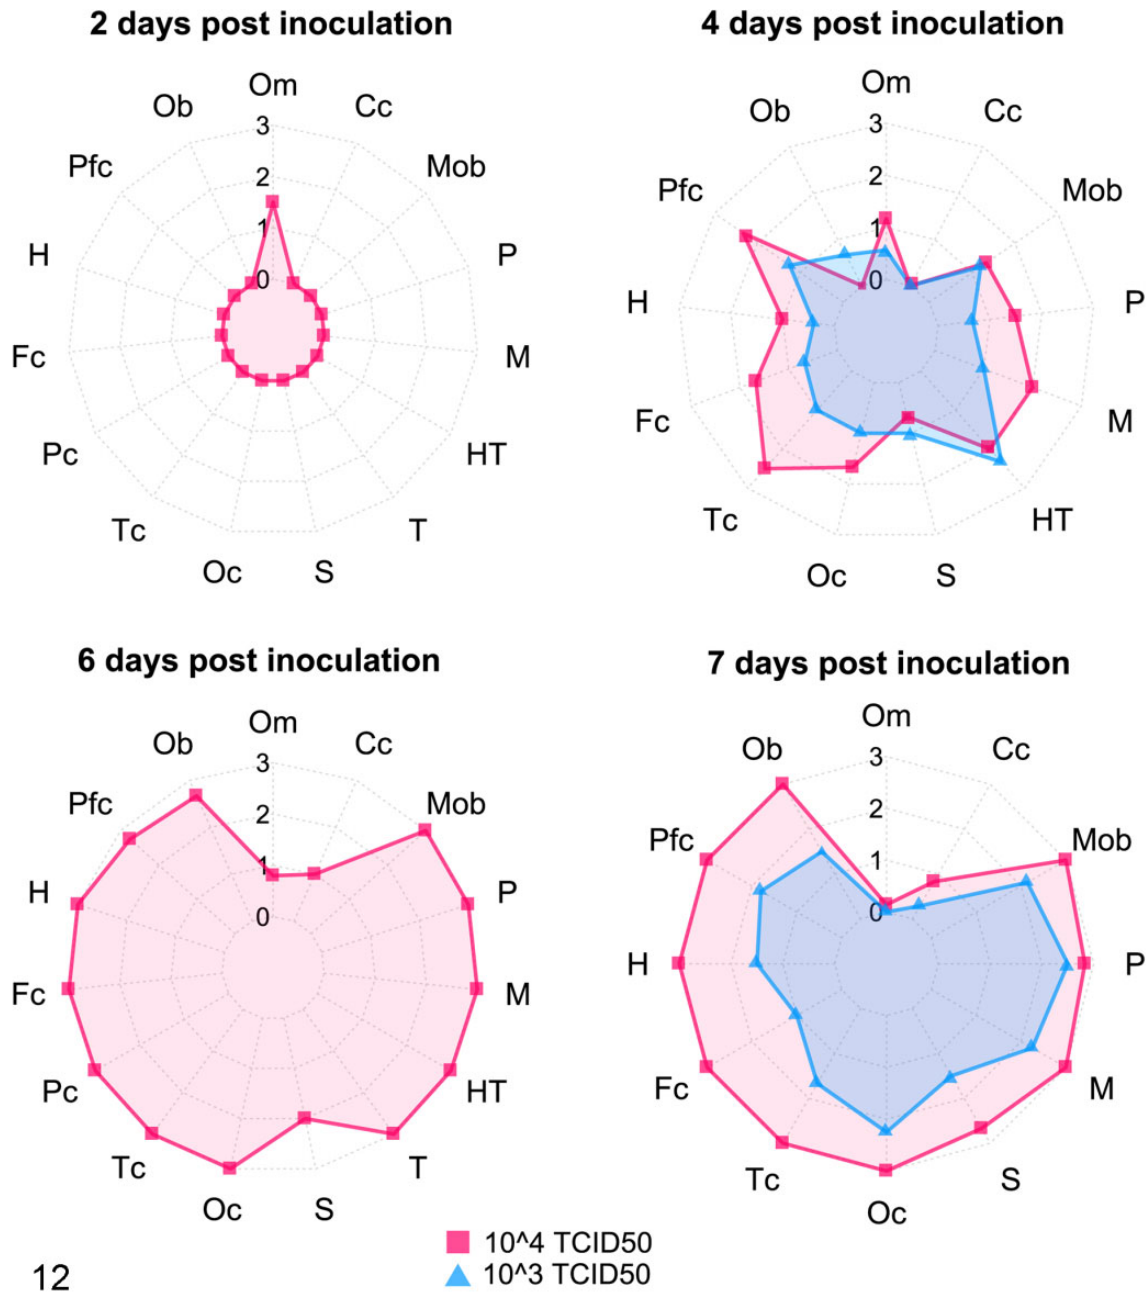 2 days post inoculation
Om
Cc
Mob
P
M
HT
T
S
Oc
Tc
Pc
Fc
H
Pfc
Ob
3
2
1
0
4 days post inoculation
Om
Cc
Mob
P
M
HT
S
Oc
Tc
Fc
H
Pfc
Ob
3
2
1
0
6 days post inoculation
Om
Cc
Mob
P
M
HT
T
S
Oc
Tc
Pc
Fc
H
Pfc
Ob
3
2
1
0
7 days post inoculation
Om
Cc
Mob
P
M
S
Oc
Tc
Fc
H
Pfc
Ob
3
2
1
0
10^4 TCID50
10^3 TCID50
12